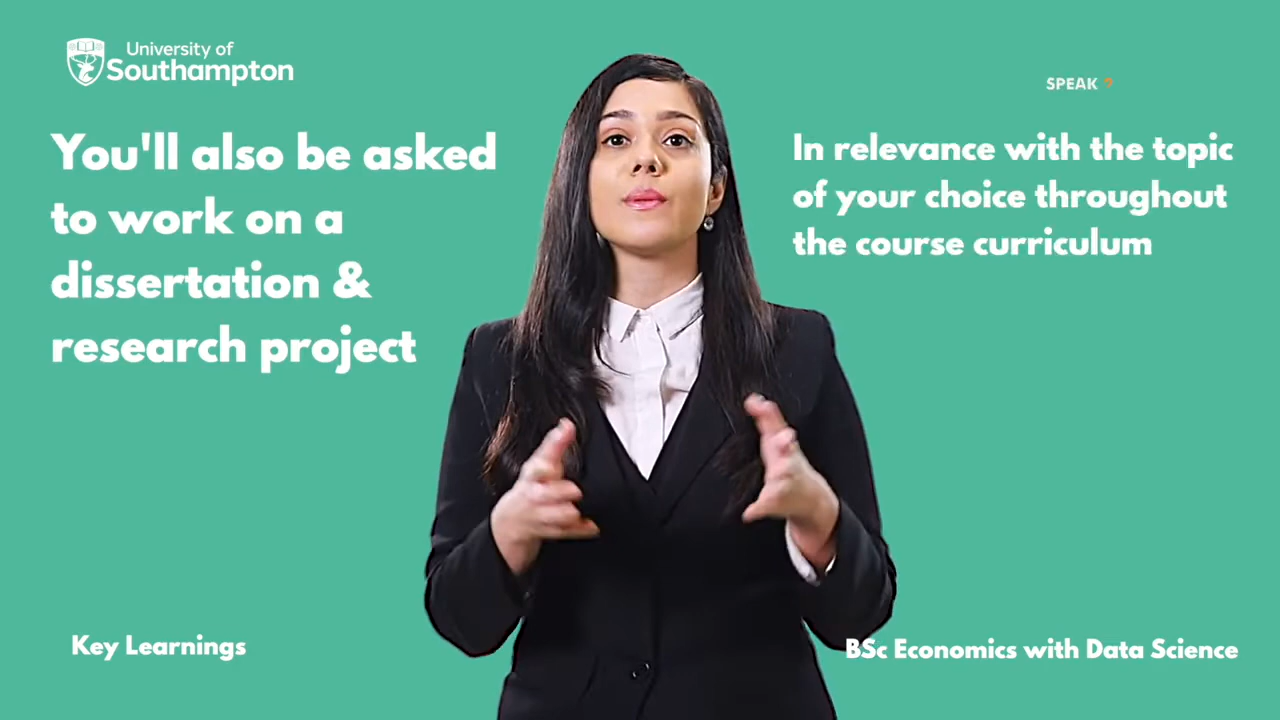 University of
Southampton
SPEAK
You'll also be asked
to work on a
dissertation &
research project
In relevance with the topic
of your choice throughout
the course curriculum
Key Learnings
BSc Economics with Data Science